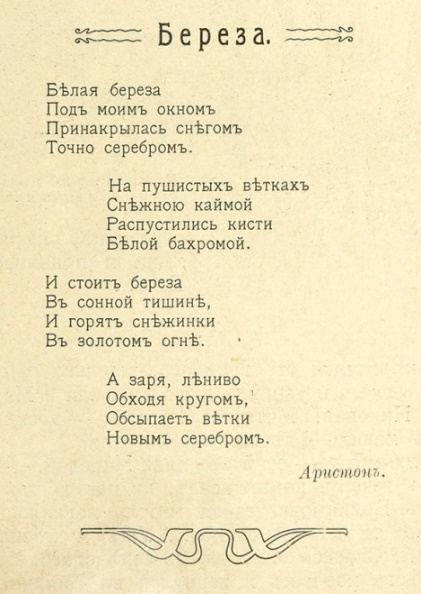 Береза.
Бѣлая береза
Подъ моимъ окномъ
Принакрылась снѣгомъ
Точно серебромъ.
На пушистыхъ вѣткахъ
Снѣжною каймой
Распустились кисти
Бѣлой бахромой.
И стоитъ береза
Въ сонной тишинѣ,
И горятъ снѣжинки
Въ золотомъ огнѣ.
А заря, лѣниво
Обходя кругомъ,
Обсыпаетъ вѣтки
Новымъ серебромъ.
Аристонъ.